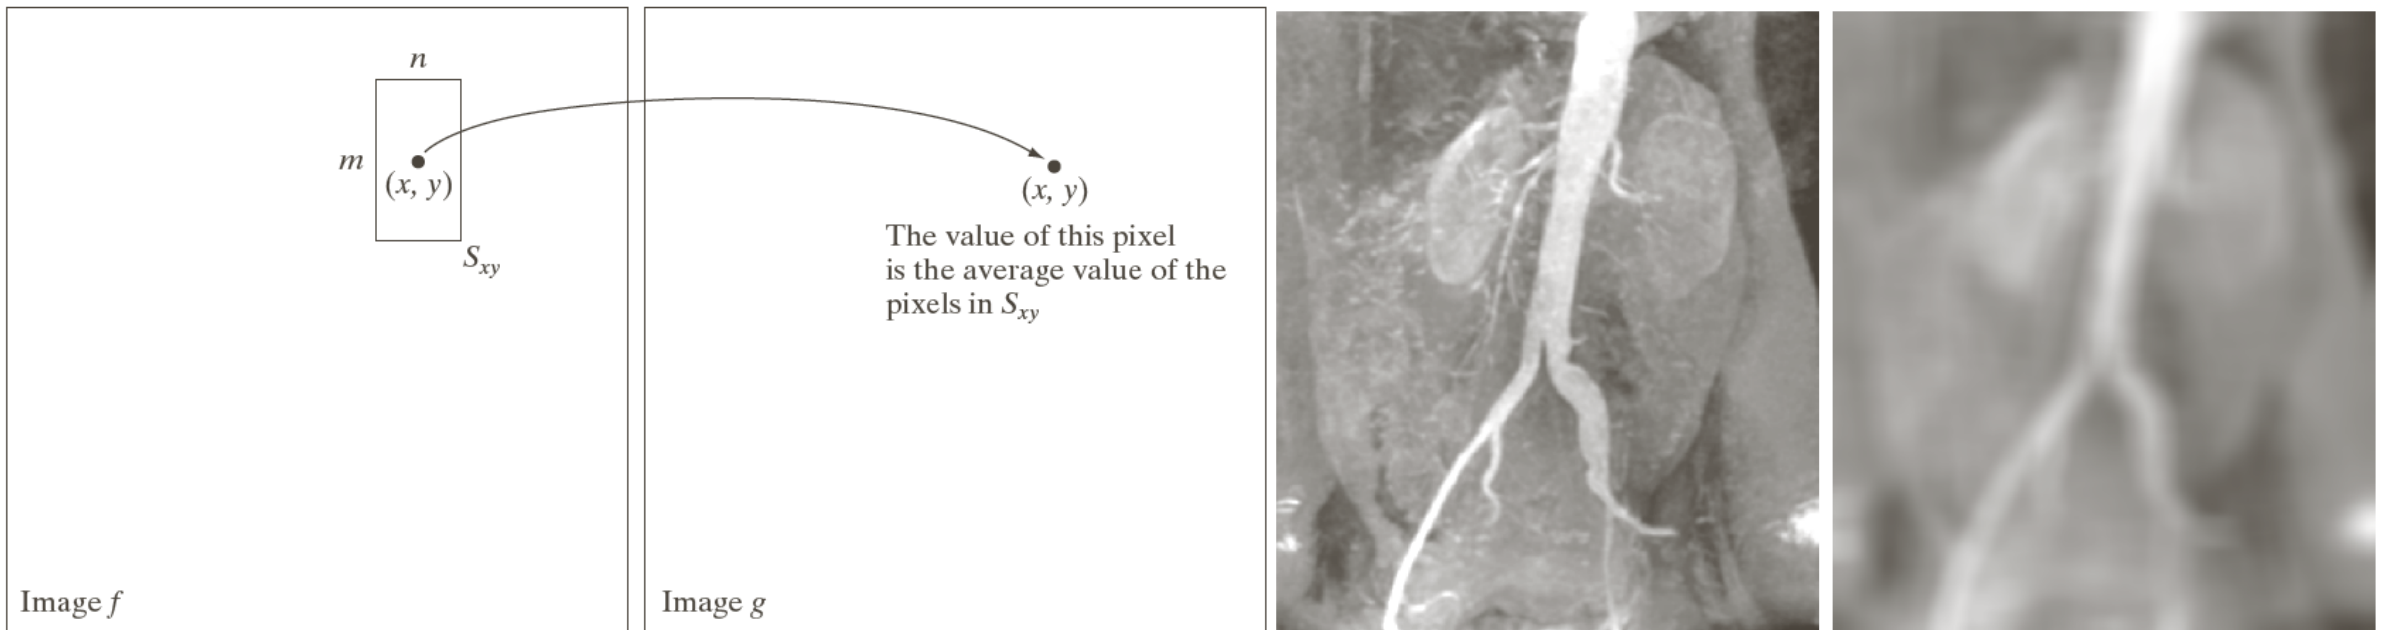 n
m
(x, y)
S_xy
Image f
(x, y)
The value of this pixel
is the average value of the
pixels in S_xy
Image g